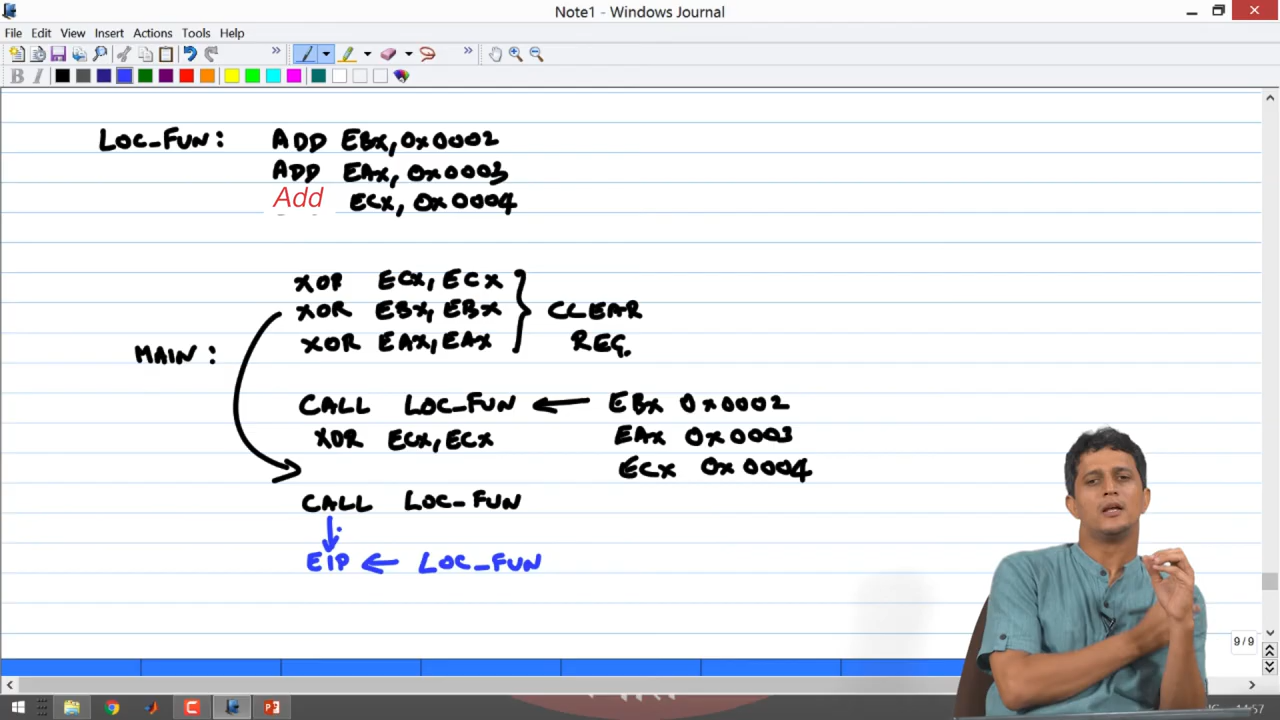 Note1 - Windows Journal
File Edit View Insert Actions Tools Help
LOC_FUN: ADD EBX, 0x0002
ADD EAX, 0x0003
Add ECX, 0x0004
XOR ECX, ECX
XOR EBX, EBX
XOR EAX, EAX
CLEAR
REG.
MAIN:
CALL LOC_FUN ← EBX 0x0002
XOR ECX, ECX EAX 0x0003
ECX 0x0004
CALL LOC_FUN
EIP ← LOC_FUN
9/9
14:57